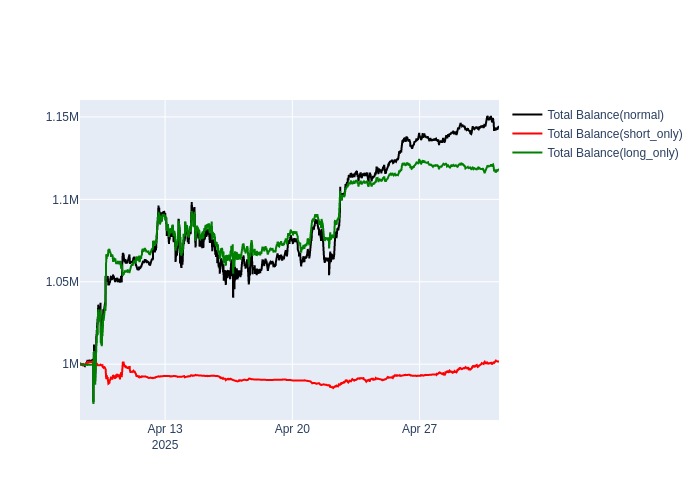 1.15M
1.1M
1.05M
1M
Apr 13
2025
Apr 20
Apr 27
Total Balance(normal)
Total Balance(short_only)
Total Balance(long_only)